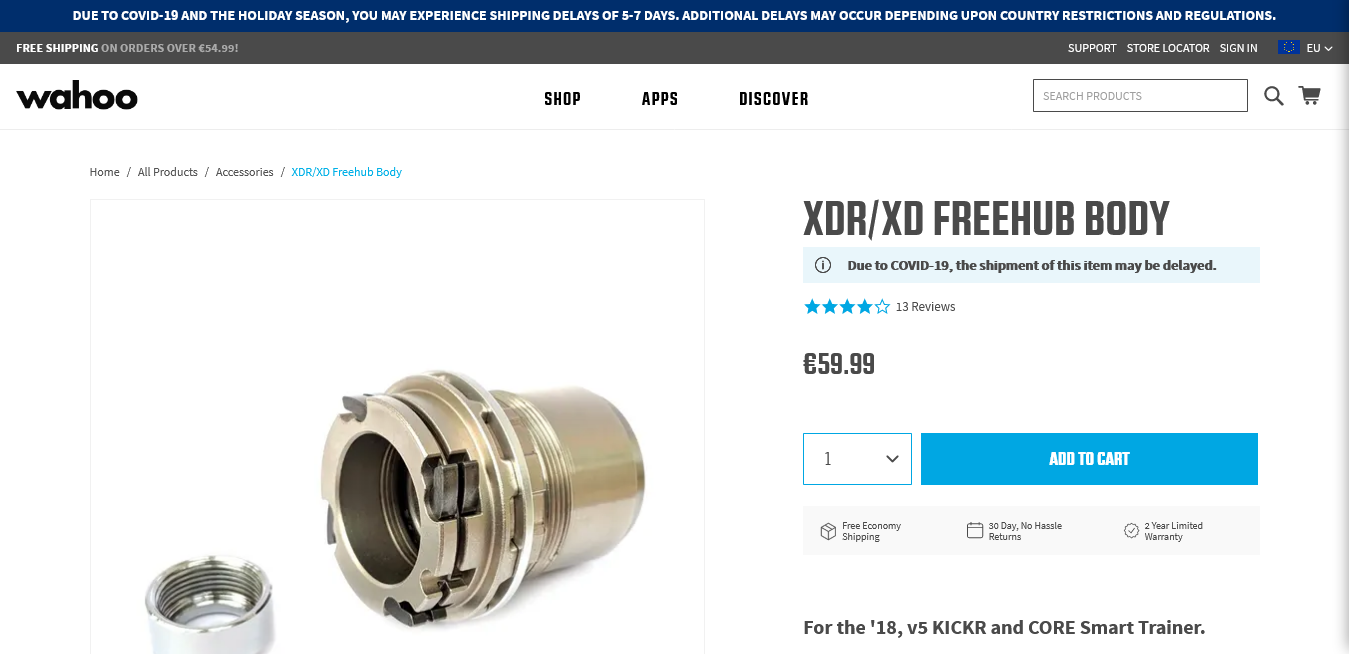 DUE TO COVID-19 AND THE HOLIDAY SEASON, YOU MAY EXPERIENCE SHIPPING DELAYS OF 5-7 DAYS. ADDITIONAL DELAYS MAY OCCUR DEPENDING UPON COUNTRY RESTRICTIONS AND REGULATIONS.
FREE SHIPPING ON ORDERS OVER €54.99!
SUPPORT STORE LOCATOR SIGN IN EU
wahoo
SHOP APPS DISCOVER
SEARCH PRODUCTS
Home / All Products / Accessories / XDR/XD Freehub Body
XDR/XD FREEHUB BODY
Due to COVID-19, the shipment of this item may be delayed.
13 Reviews
€59.99
1
ADD TO CART
Free Economy
Shipping
30 Day, No Hassle
Returns
2 Year Limited
Warranty
For the '18, v5 KICKR and CORE Smart Trainer.